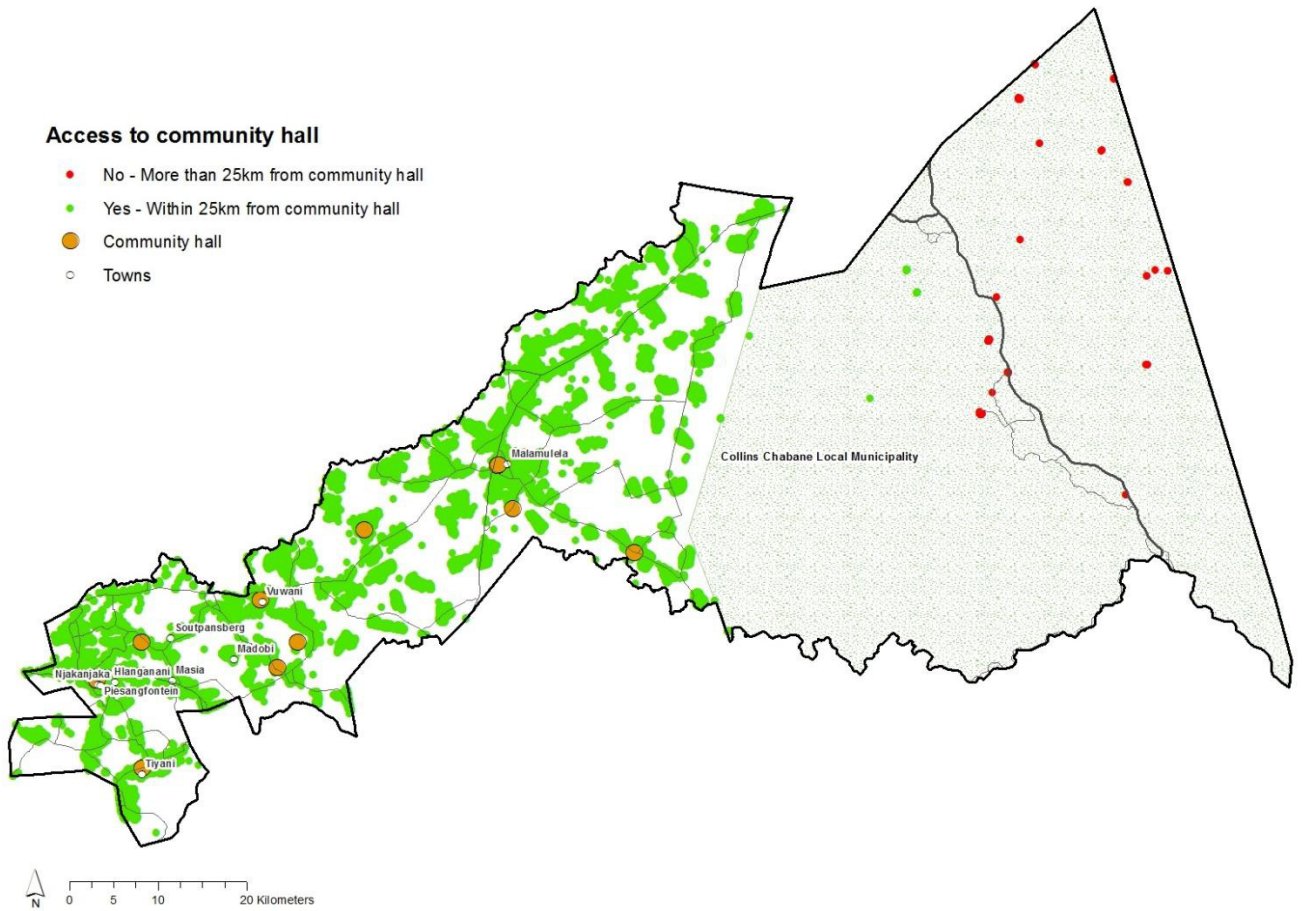 Access to community hall
No - More than 25km from community hall
Yes - Within 25km from community hall
Community hall
Towns
Malamulela
Collins Chabane Local Municipality
Vuwani
Soutpansberg
Madobi
Njakanjaka Hlanganani Masia
Piesangfontein
Tiyani
N
0 5 10 20 Kilometers